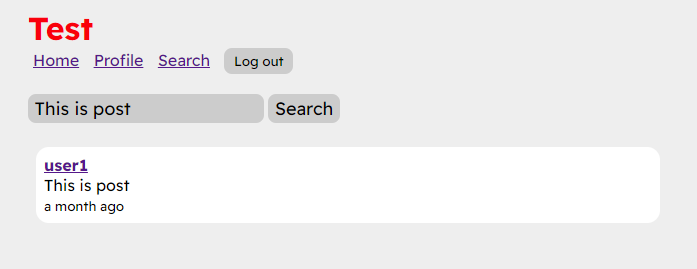 Test
Home Profile Search Log out
This is post Search
user1
This is post
a month ago